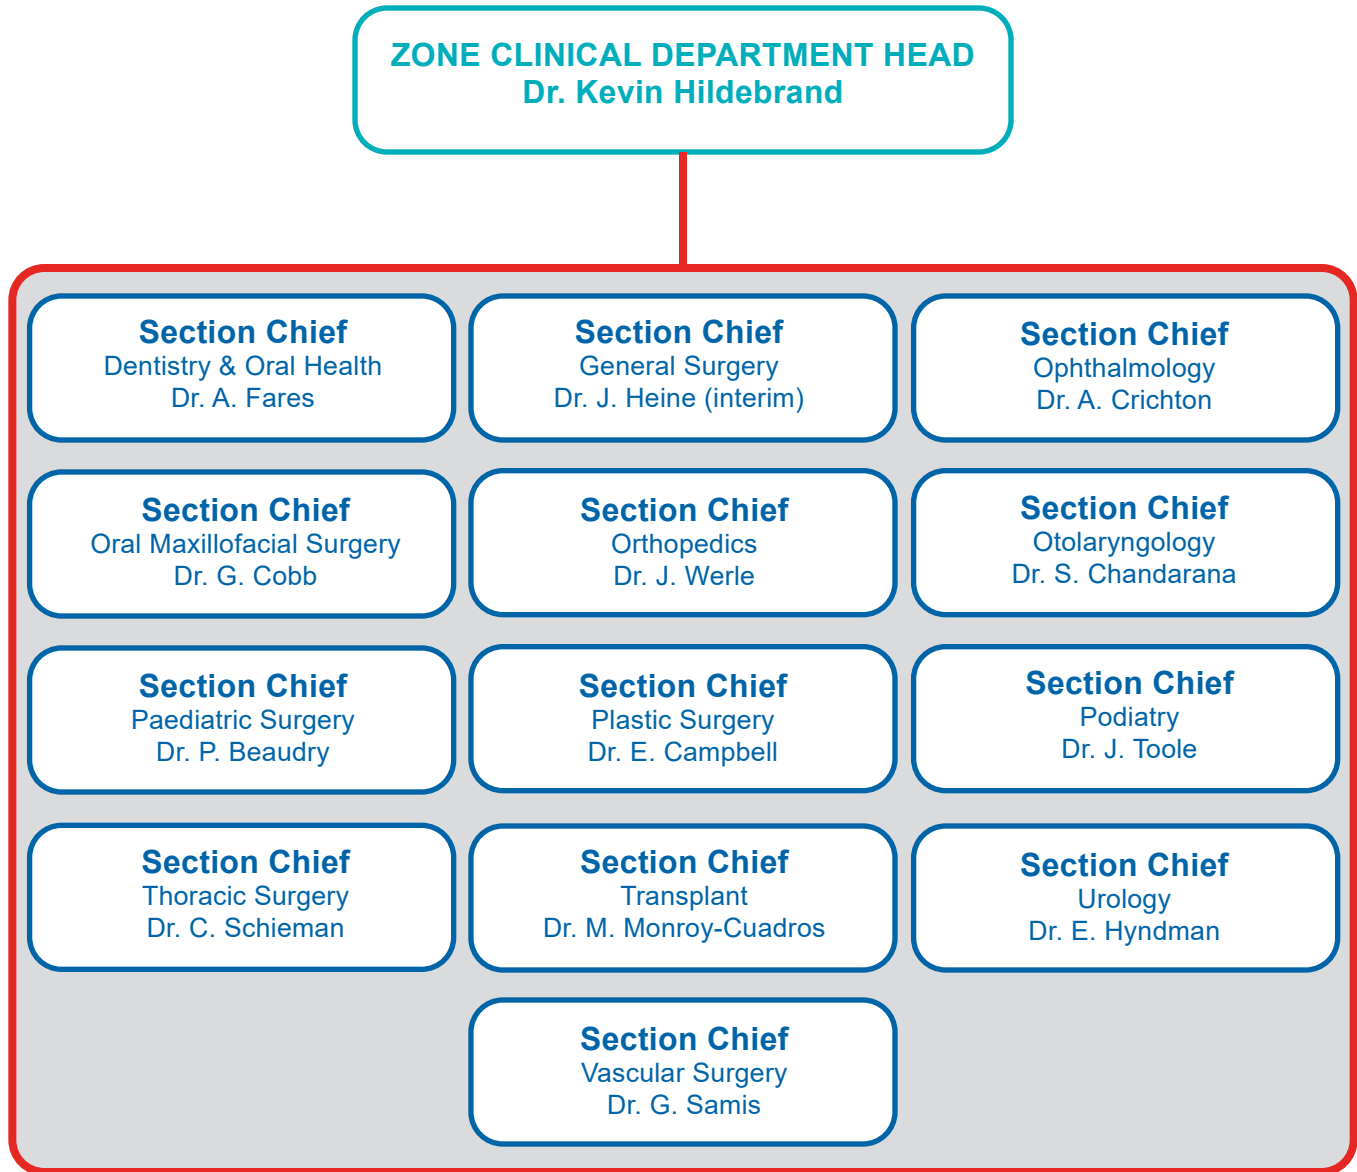 ZONE CLINICAL DEPARTMENT HEAD
Dr. Kevin Hildebrand
Section Chief
Dentistry & Oral Health
Dr. A. Fares
Section Chief
General Surgery
Dr. J. Heine (interim)
Section Chief
Ophthalmology
Dr. A. Crichton
Section Chief
Oral Maxillofacial Surgery
Dr. G. Cobb
Section Chief
Orthopedics
Dr. J. Werle
Section Chief
Otolaryngology
Dr. S. Chandarana
Section Chief
Paediatric Surgery
Dr. P. Beaudry
Section Chief
Plastic Surgery
Dr. E. Campbell
Section Chief
Podiatry
Dr. J. Toole
Section Chief
Thoracic Surgery
Dr. C. Schieman
Section Chief
Transplant
Dr. M. Monroy-Cuadros
Section Chief
Urology
Dr. E. Hyndman
Section Chief
Vascular Surgery
Dr. G. Samis